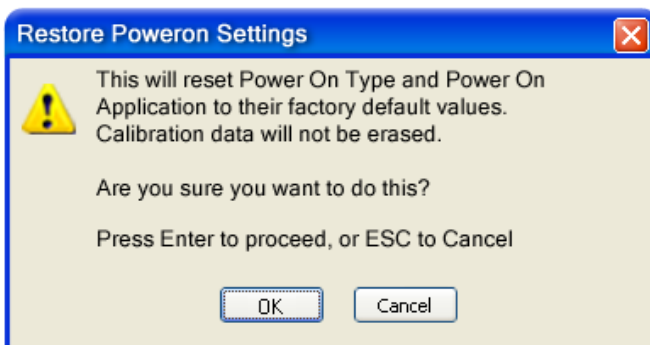 Restore Poweron Settings
This will reset Power On Type and Power On
Application to their factory default values.
Calibration data will not be erased.
Are you sure you want to do this?
Press Enter to proceed, or ESC to Cancel
OK
Cancel